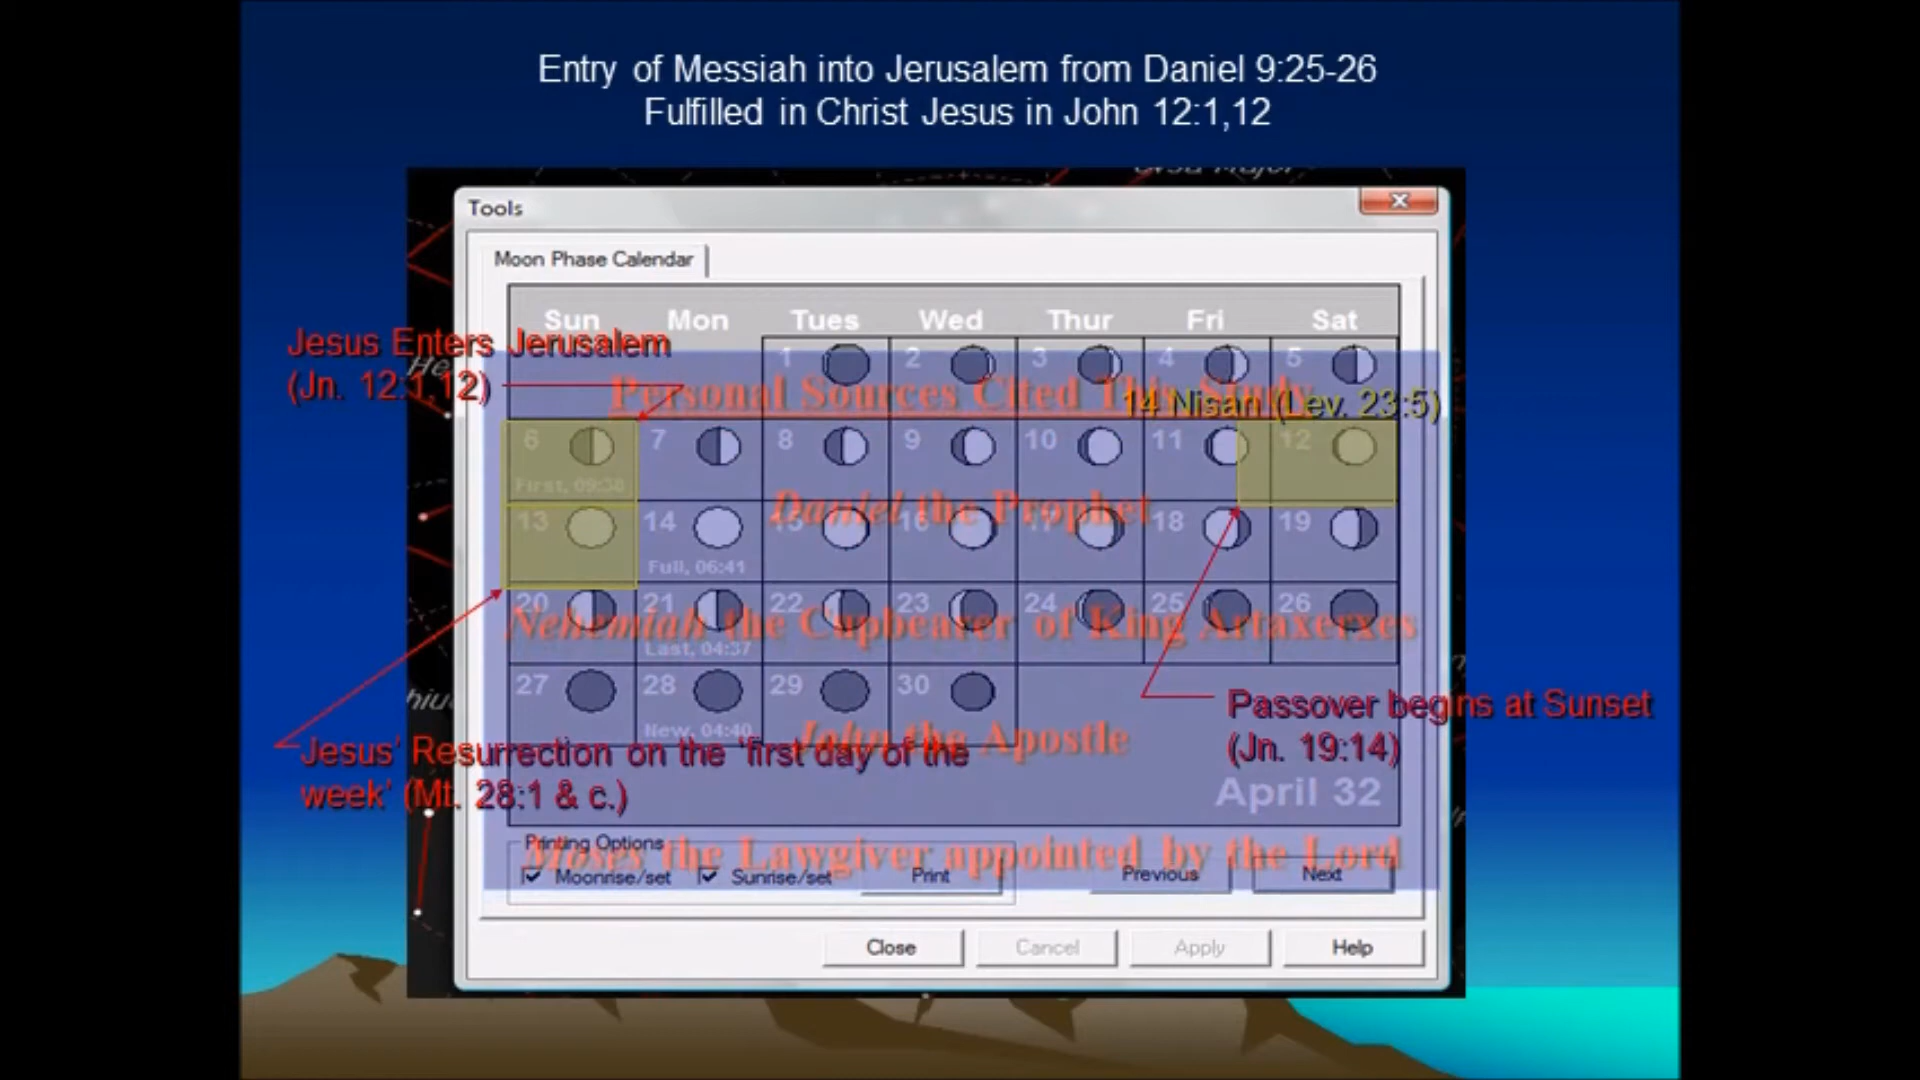 Entry of Messiah into Jerusalem from Daniel 9:25-26
Fulfilled in Christ Jesus in John 12:1,12
Tools
Moon Phase Calendar
Sun Mon Tues Wed Thur Fri Sat
Jesus Enters Jerusalem
(Jn. 12:1,12)
1 2 3 4 5
Personal Sources Cited This Study
14 Nisan (Lev. 23:5)
6 7 8 9 10 11 12
First, 09:38
Daniel the Prophet
13 14 15 16 17 18 19
Full, 06:41
20 21 22 23 24 25 26
Nehemiah the Cupbearer of King Artaxerxes
Last, 04:37
27 28 29 30
New, 04:40
John the Apostle
Passover begins at Sunset
(Jn. 19:14)
Jesus' Resurrection on the 'first day of the
week' (Mt. 28:1 & c.)
April 32
Printing Options
Moses the Lawgiver appointed by the Lord
Moonrise/set Sunrise/set Print Previous Next
Close Cancel Apply Help